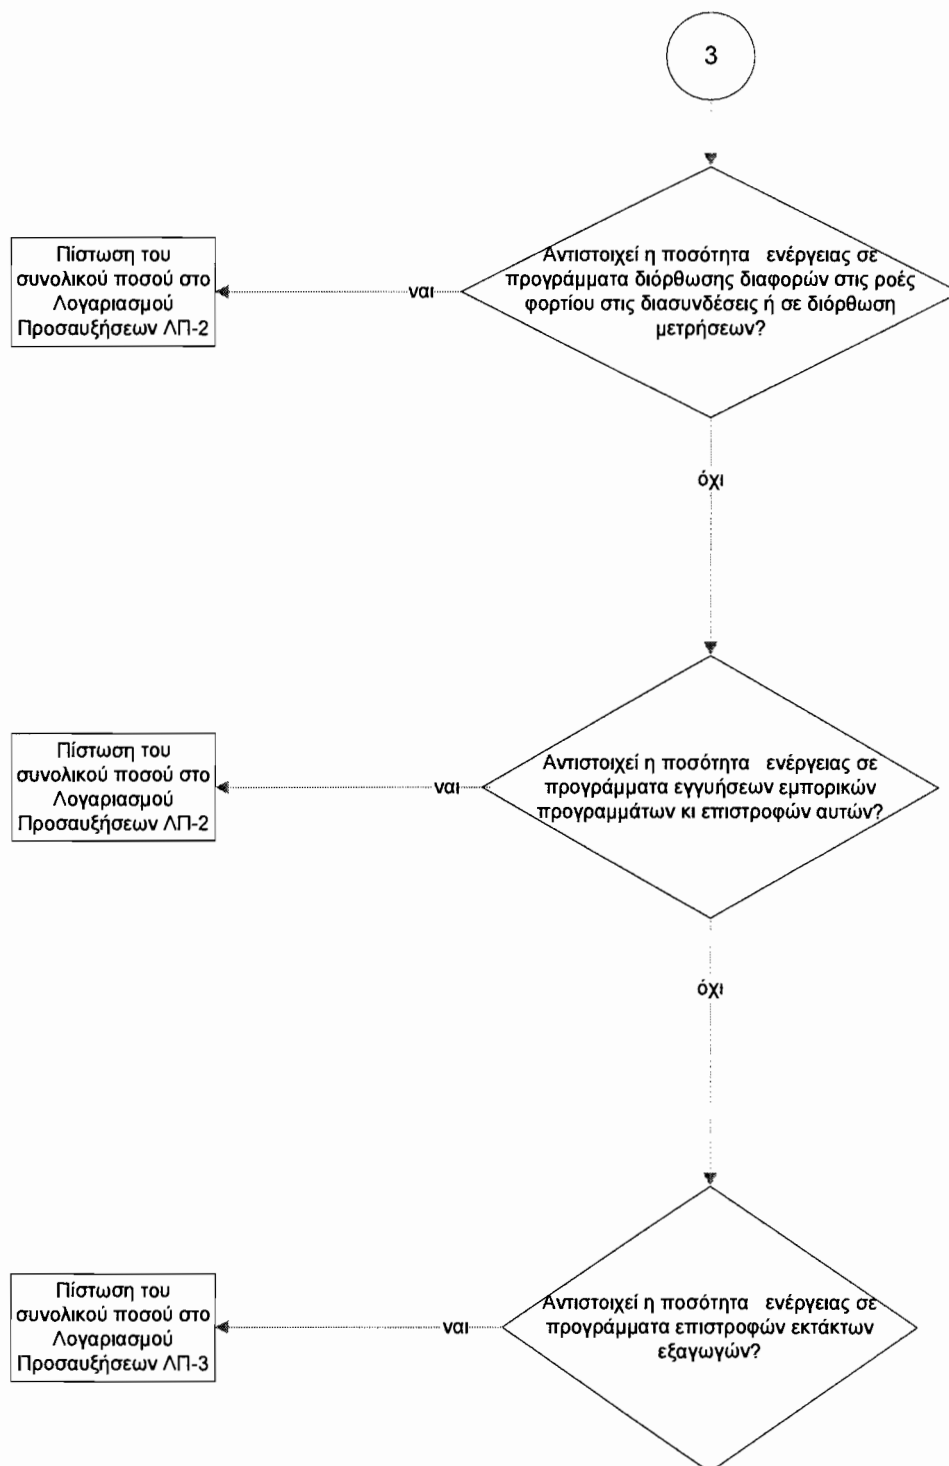 3
Αντιστοιχεί η ποσότητα ενέργειας σε
προγράμματα διόρθωσης διαφορών στις ροές
φορτίου στις διασυνδέσεις ή σε διόρθωση
μετρήσεων?
ναι
Πίστωση του
συνολικού ποσού στο
Λογαριασμού
Προσαυξήσεων ΛΠ-2
όχι
Αντιστοιχεί η ποσότητα ενέργειας σε
προγράμματα εγγυήσεων εμπορικών
προγραμμάτων κι επιστροφών αυτών?
ναι
Πίστωση του
συνολικού ποσού στο
Λογαριασμού
Προσαυξήσεων ΛΠ-2
όχι
Αντιστοιχεί η ποσότητα ενέργειας σε
προγράμματα επιστροφών εκτάκτων
εξαγωγών?
ναι
Πίστωση του
συνολικού ποσού στο
Λογαριασμού
Προσαυξήσεων ΛΠ-3